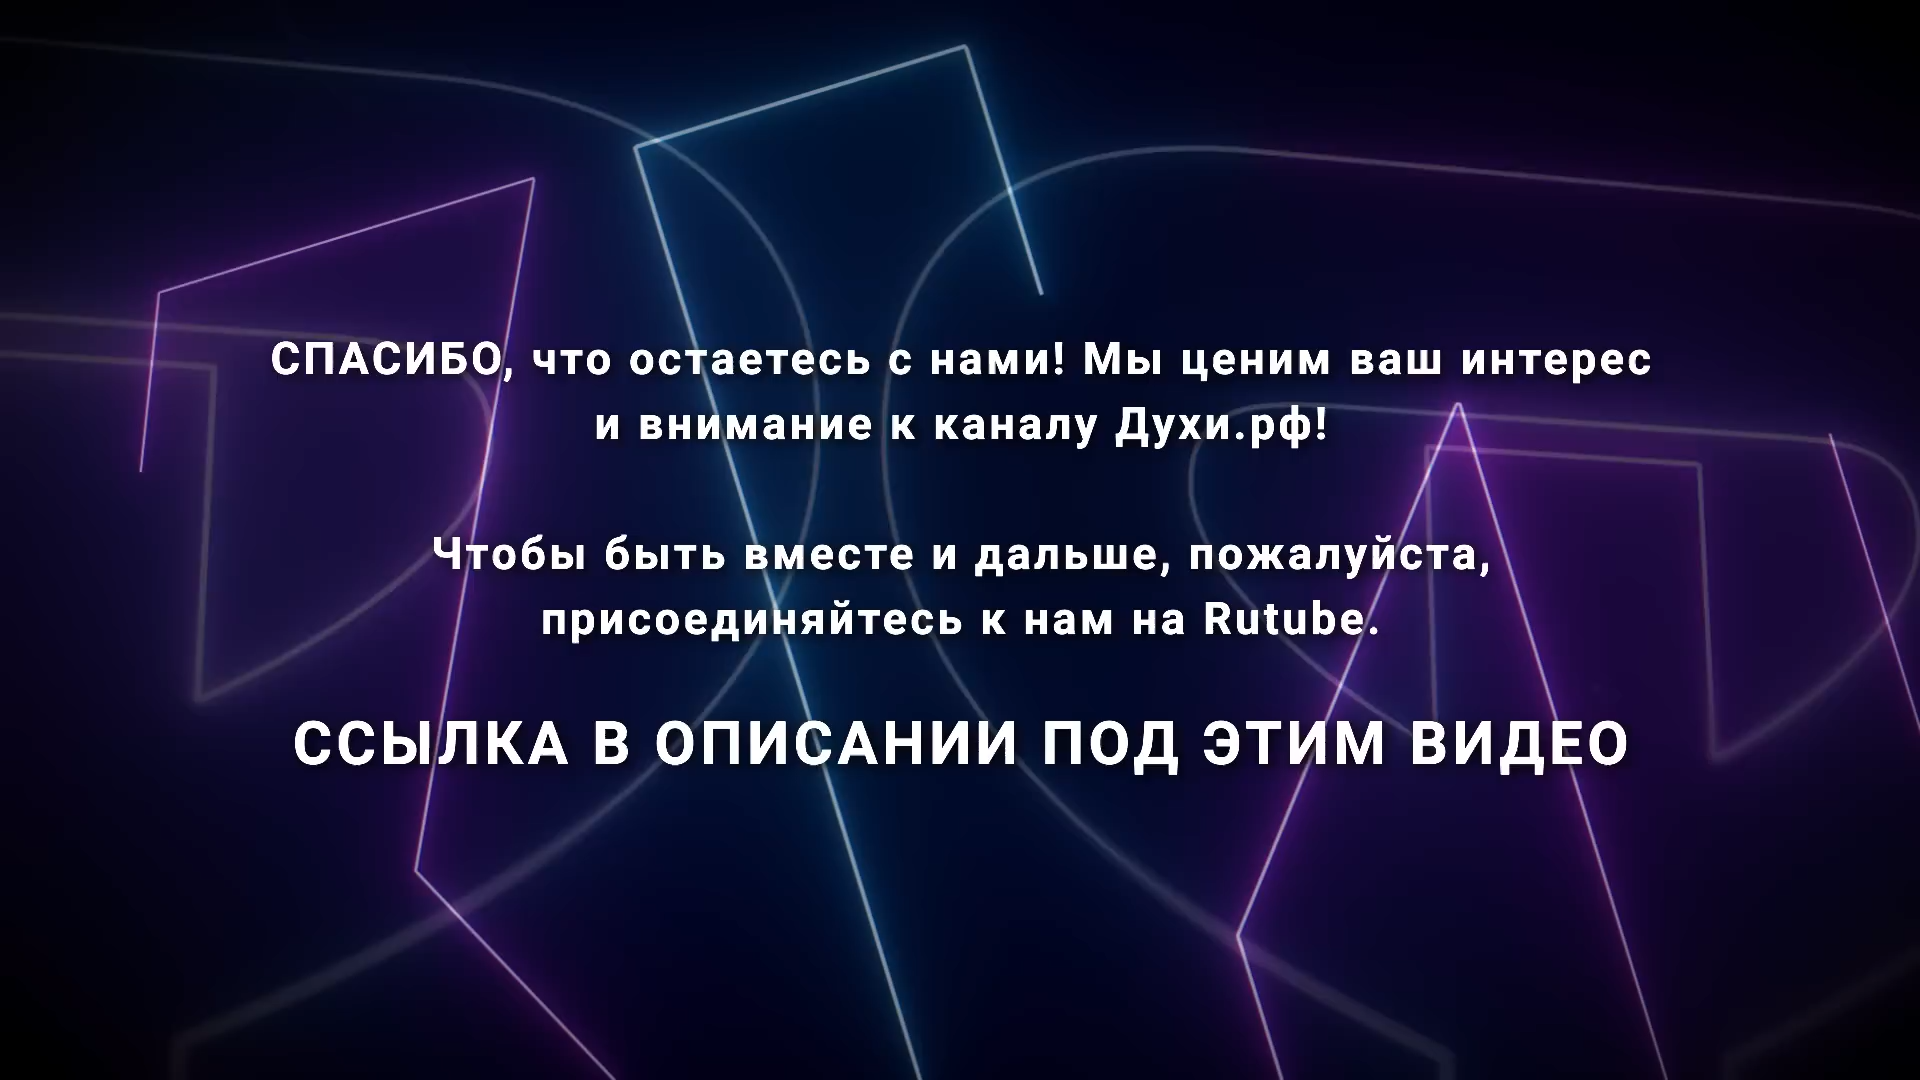 СПАСИБО, что остаетесь с нами! Мы ценим ваш интерес
и внимание к каналу Духи.рф!
Чтобы быть вместе и дальше, пожалуйста,
присоединяйтесь к нам на Rutube.
ССЫЛКА В ОПИСАНИИ ПОД ЭТИМ ВИДЕО